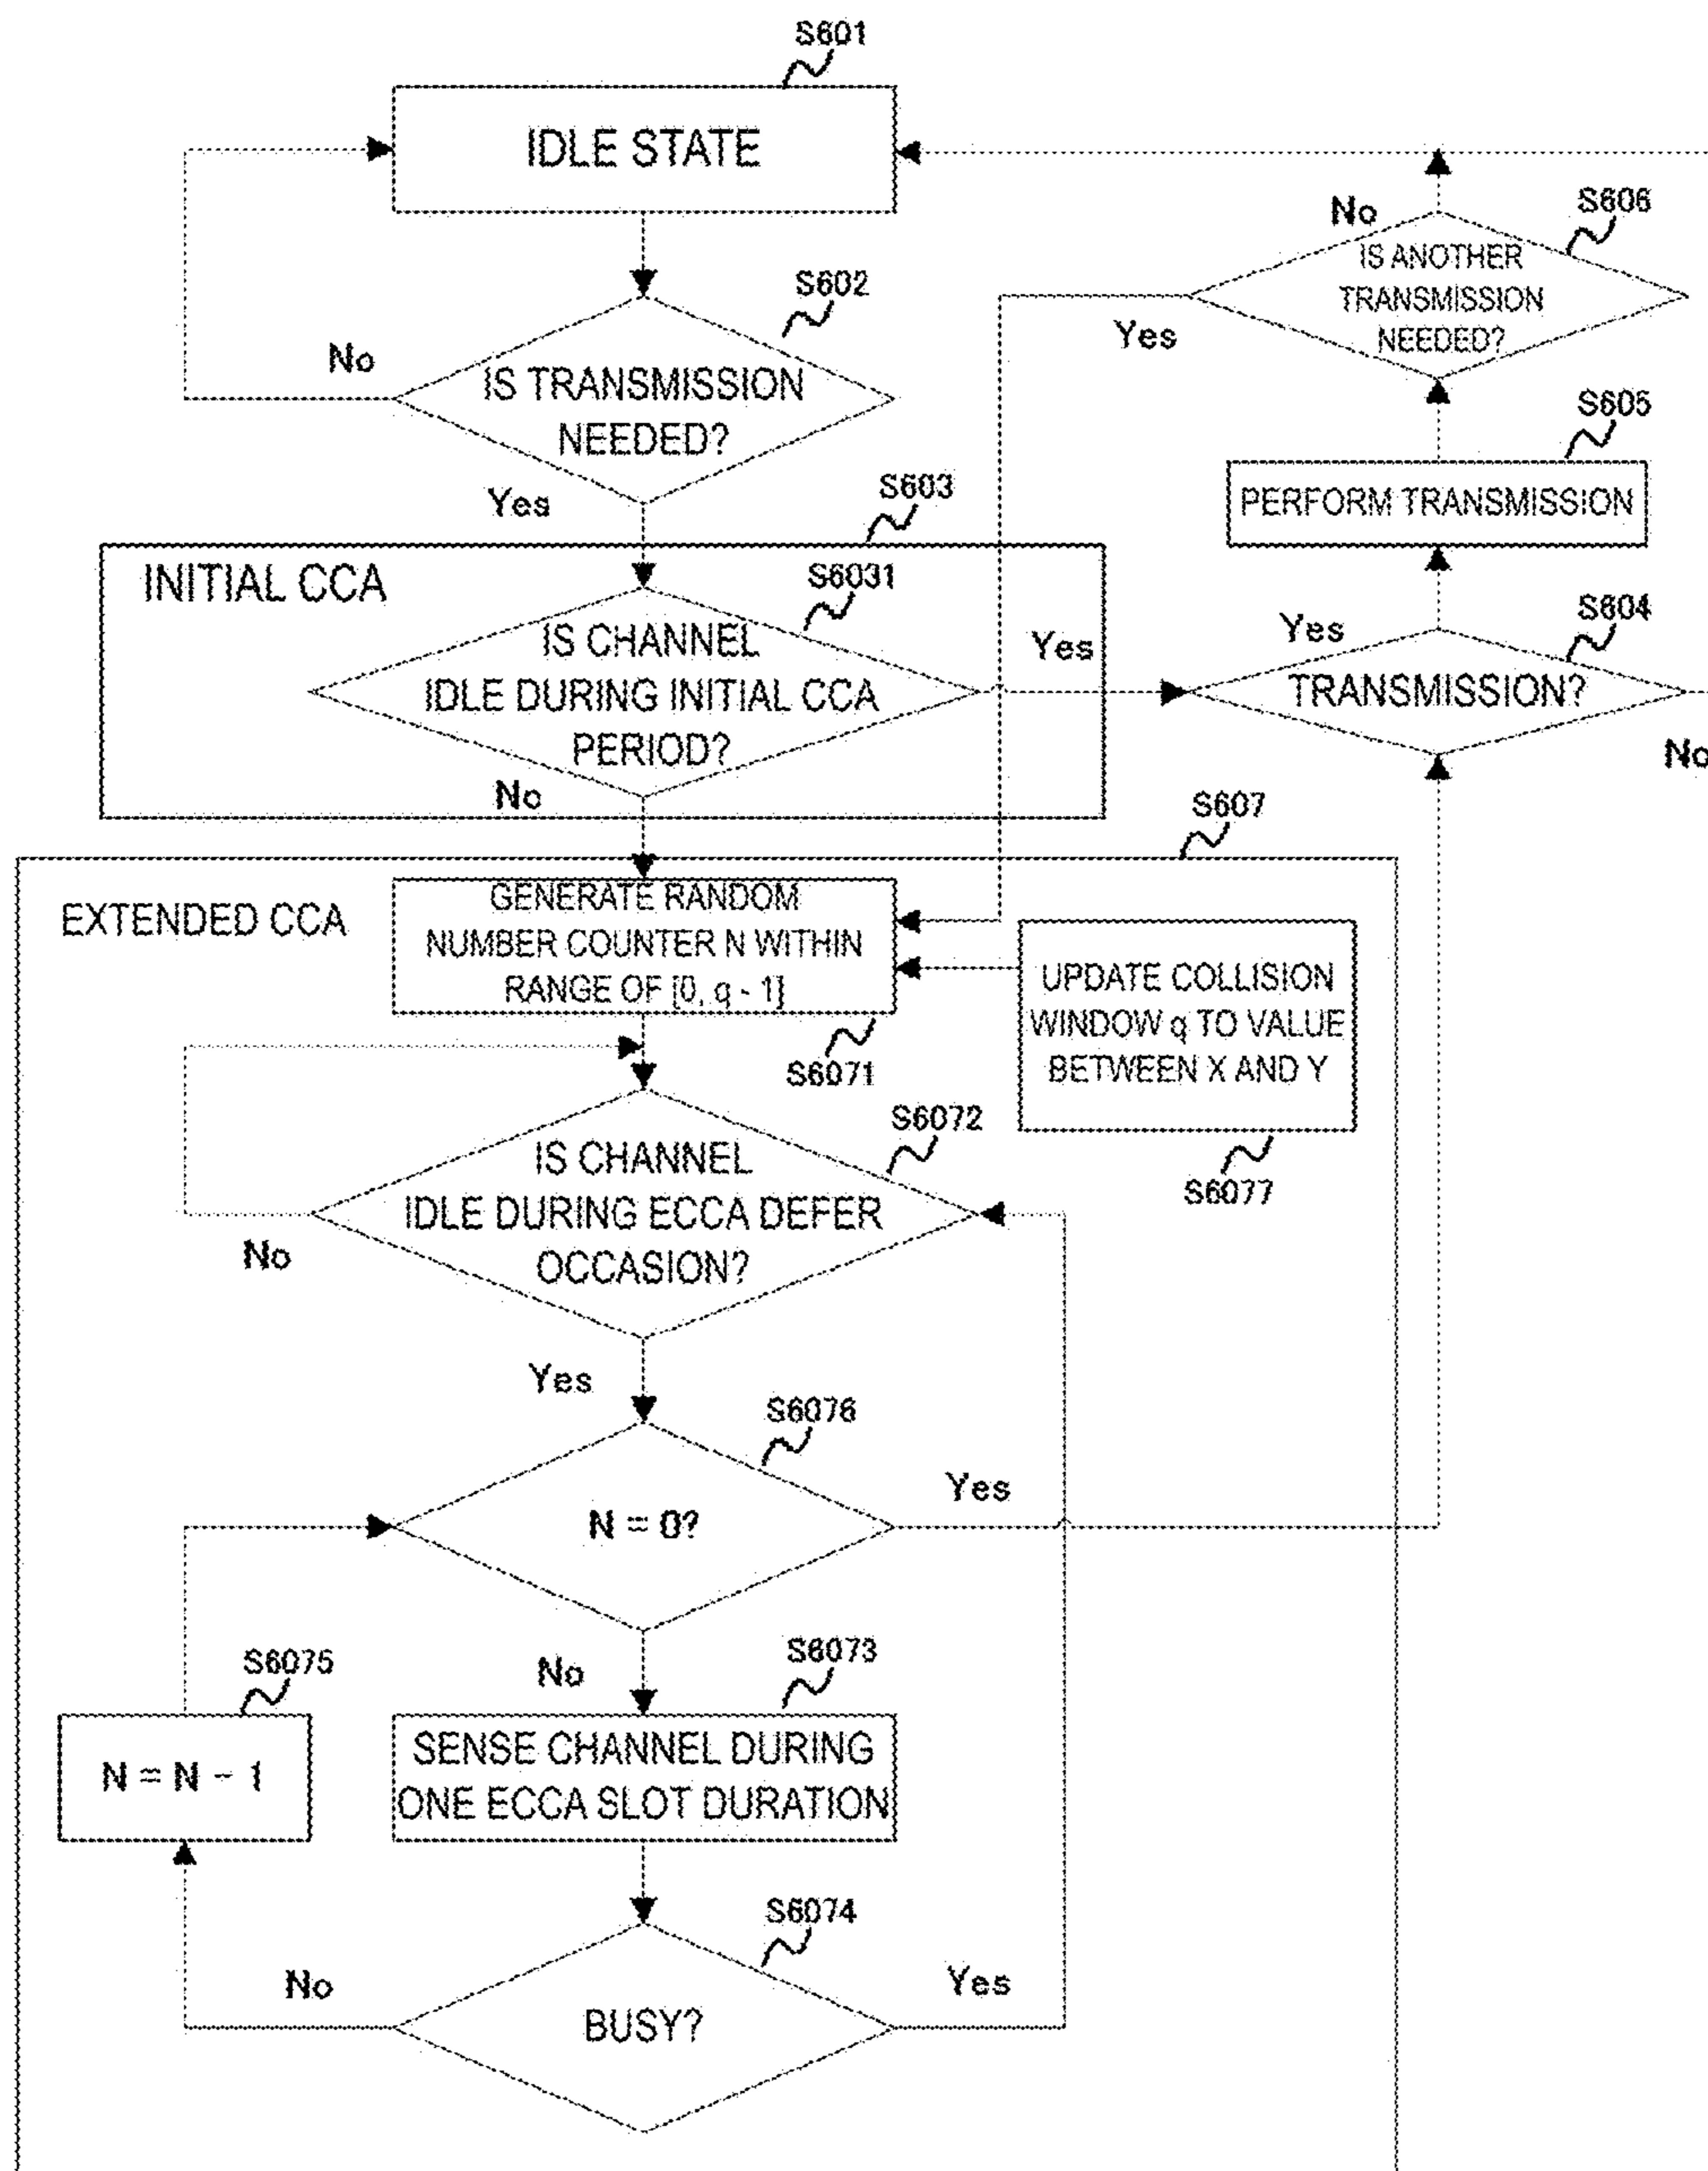 S601
IDLE STATE
S602
No
IS TRANSMISSION
NEEDED?
Yes
No
S606
IS ANOTHER
TRANSMISSION
NEEDED?
Yes
S605
PERFORM TRANSMISSION
S603
INITIAL CCA
S6031
IS CHANNEL
IDLE DURING INITIAL CCA
PERIOD?
Yes
No
S604
Yes
TRANSMISSION?
No
S607
EXTENDED CCA
GENERATE RANDOM
NUMBER COUNTER N WITHIN
RANGE OF [0, q - 1]
S6071
UPDATE COLLISION
WINDOW q TO VALUE
BETWEEN X AND Y
S6077
S6072
IS CHANNEL
IDLE DURING ECCA DEFER
OCCASION?
No
Yes
S6076
N = 0?
Yes
No
S6073
SENSE CHANNEL DURING
ONE ECCA SLOT DURATION
S6075
N = N - 1
S6074
BUSY?
No
Yes